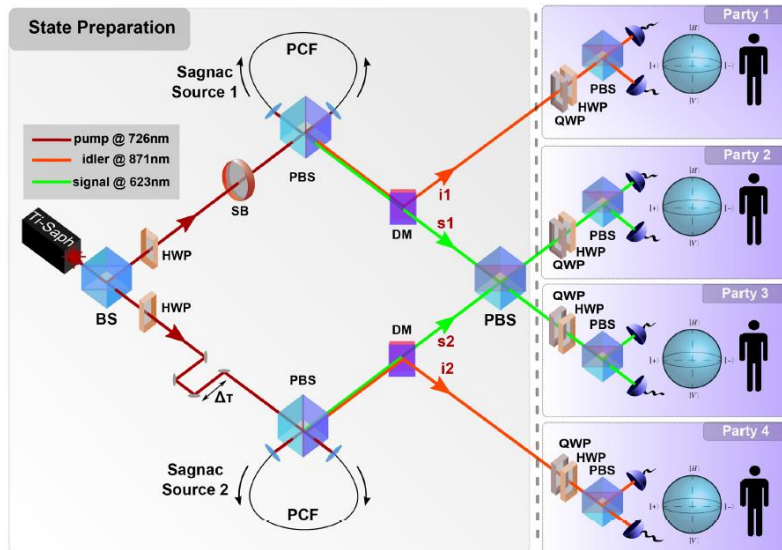 State Preparation
PCF
Sagnac
Source 1
pump @ 726nm
idler @ 871nm
signal @ 623nm
PBS
SB
Ti-Saph
HWP
BS
HWP
DM
i1
s1
PBS
DM
s2
i2
PBS
Δτ
Sagnac
Source 2
PCF
Party 1
PBS
HWP
QWP
|H⟩
|+⟩
|-⟩
|V⟩
Party 2
PBS
HWP
QWP
|H⟩
|+⟩
|-⟩
|V⟩
Party 3
QWP
HWP
PBS
|H⟩
|+⟩
|-⟩
|V⟩
Party 4
QWP
HWP
PBS
|H⟩
|+⟩
|-⟩
|V⟩